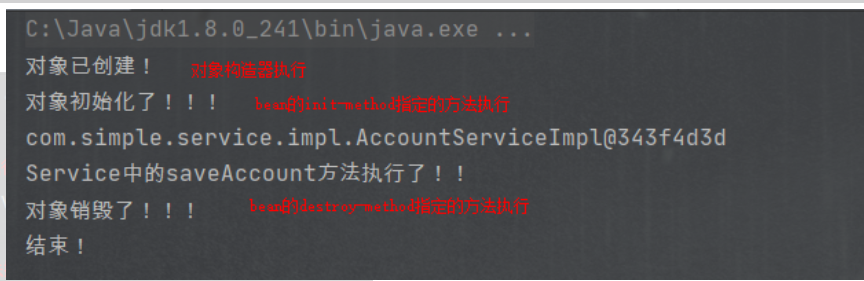 C:\Java\jdk1.8.0_241\bin\java.exe ...
对象已创建！ 对象构造器执行
对象初始化了！！！ bean的init-method指定的方法执行
com.simple.service.impl.AccountServiceImpl@343f4d3d
Service中的saveAccount方法执行了！！
对象销毁了！！！ bean的destroy-method指定的方法执行
结束！